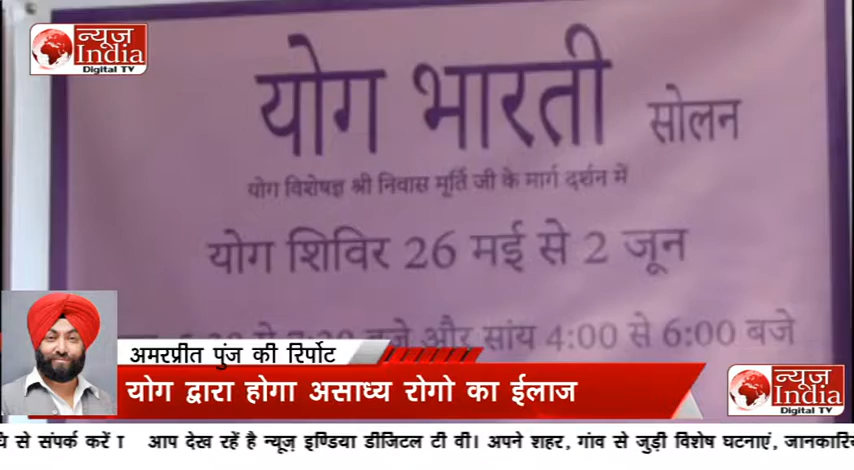 न्यूज़
India
Digital TV
योग भारती सोलन
योग विशेषज्ञ श्री निवास मूर्ति जी के मार्ग दर्शन में
योग शिविर 26 मई से 2 जून
बजे और सांय 4:00 से 6:00 बजे
अमरप्रीत पुंज की रिर्पोट
योग द्वारा होगा असाध्य रोगो का ईलाज
न्यूज़
India
Digital TV
से संपर्क करें । आप देख रहें है न्यूज़ इण्डिया डीजिटल टी वी। अपने शहर, गांव से जुड़ी विशेष घटनाएं,